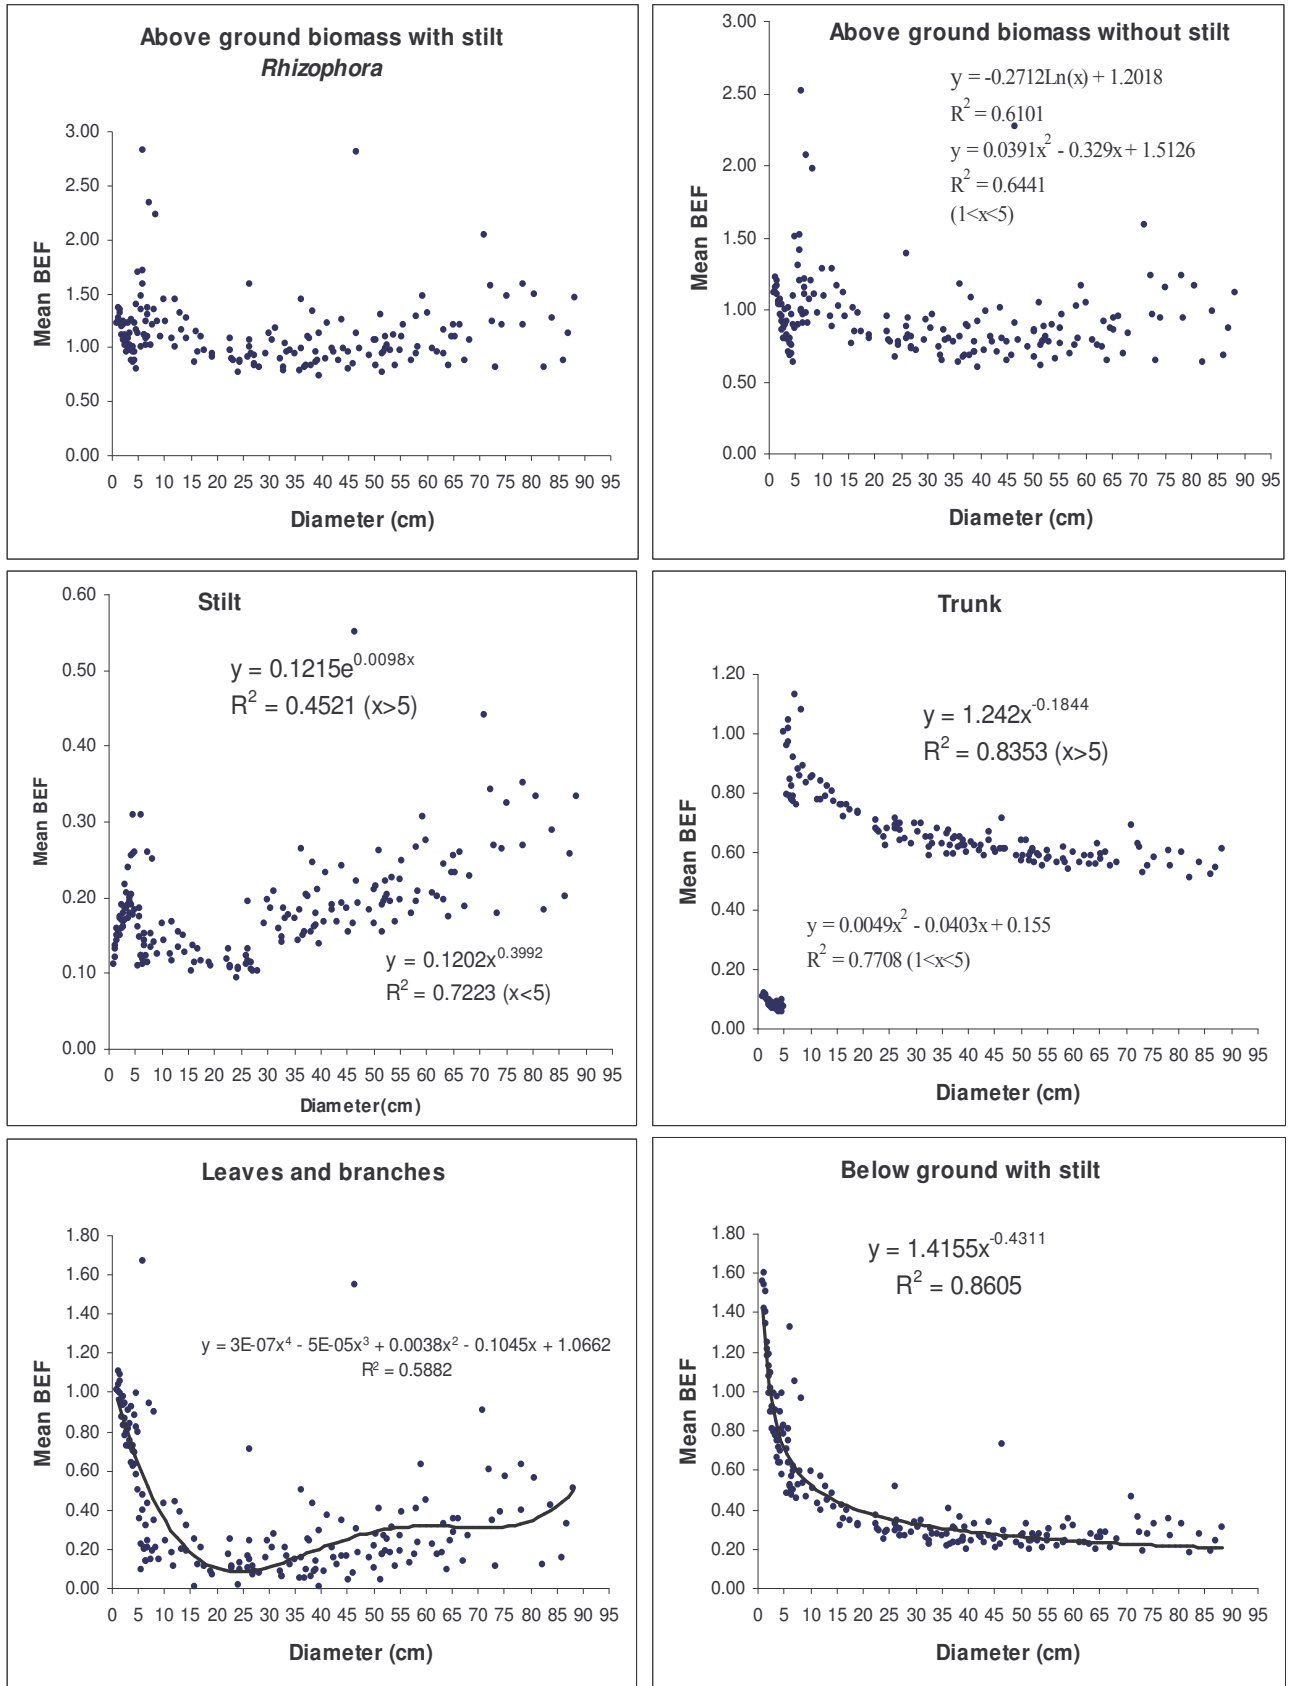 Above ground biomass with stilt
Rhizophora
3.00
2.50
2.00
1.50
1.00
0.50
0.00
Mean BEF
0 5 10 15 20 25 30 35 40 45 50 55 60 65 70 75 80 85 90 95
Diameter (cm)
Above ground biomass without stilt
y = -0.2712Ln(x) + 1.2018
R² = 0.6101
y = 0.0391x² - 0.329x + 1.5126
R² = 0.6441
(1<x<5)
3.00
2.50
2.00
1.50
1.00
0.50
0.00
Mean BEF
0 5 10 15 20 25 30 35 40 45 50 55 60 65 70 75 80 85 90 95
Diameter (cm)
Stilt
y = 0.1215e^0.0098x
R² = 0.4521 (x>5)
y = 0.1202x^0.3992
R² = 0.7223 (x<5)
0.60
0.50
0.40
0.30
0.20
0.10
0.00
Mean BEF
0 5 10 15 20 25 30 35 40 45 50 55 60 65 70 75 80 85 90 95
Diameter(cm)
Trunk
y = 1.242x^-0.1844
R² = 0.8353 (x>5)
y = 0.0049x² - 0.0403x + 0.155
R² = 0.7708 (1<x<5)
1.20
1.00
0.80
0.60
0.40
0.20
0.00
Mean BEF
0 5 10 15 20 25 30 35 40 45 50 55 60 65 70 75 80 85 90 95
Diameter (cm)
Leaves and branches
y = 3E-07x⁴ - 5E-05x³ + 0.0038x² - 0.1045x + 1.0662
R² = 0.5882
1.80
1.60
1.40
1.20
1.00
0.80
0.60
0.40
0.20
0.00
Mean BEF
0 5 10 15 20 25 30 35 40 45 50 55 60 65 70 75 80 85 90 95
Diameter (cm)
Below ground with stilt
y = 1.4155x^-0.4311
R² = 0.8605
1.80
1.60
1.40
1.20
1.00
0.80
0.60
0.40
0.20
0.00
Mean BEF
0 5 10 15 20 25 30 35 40 45 50 55 60 65 70 75 80 85 90 95
Diameter (cm)